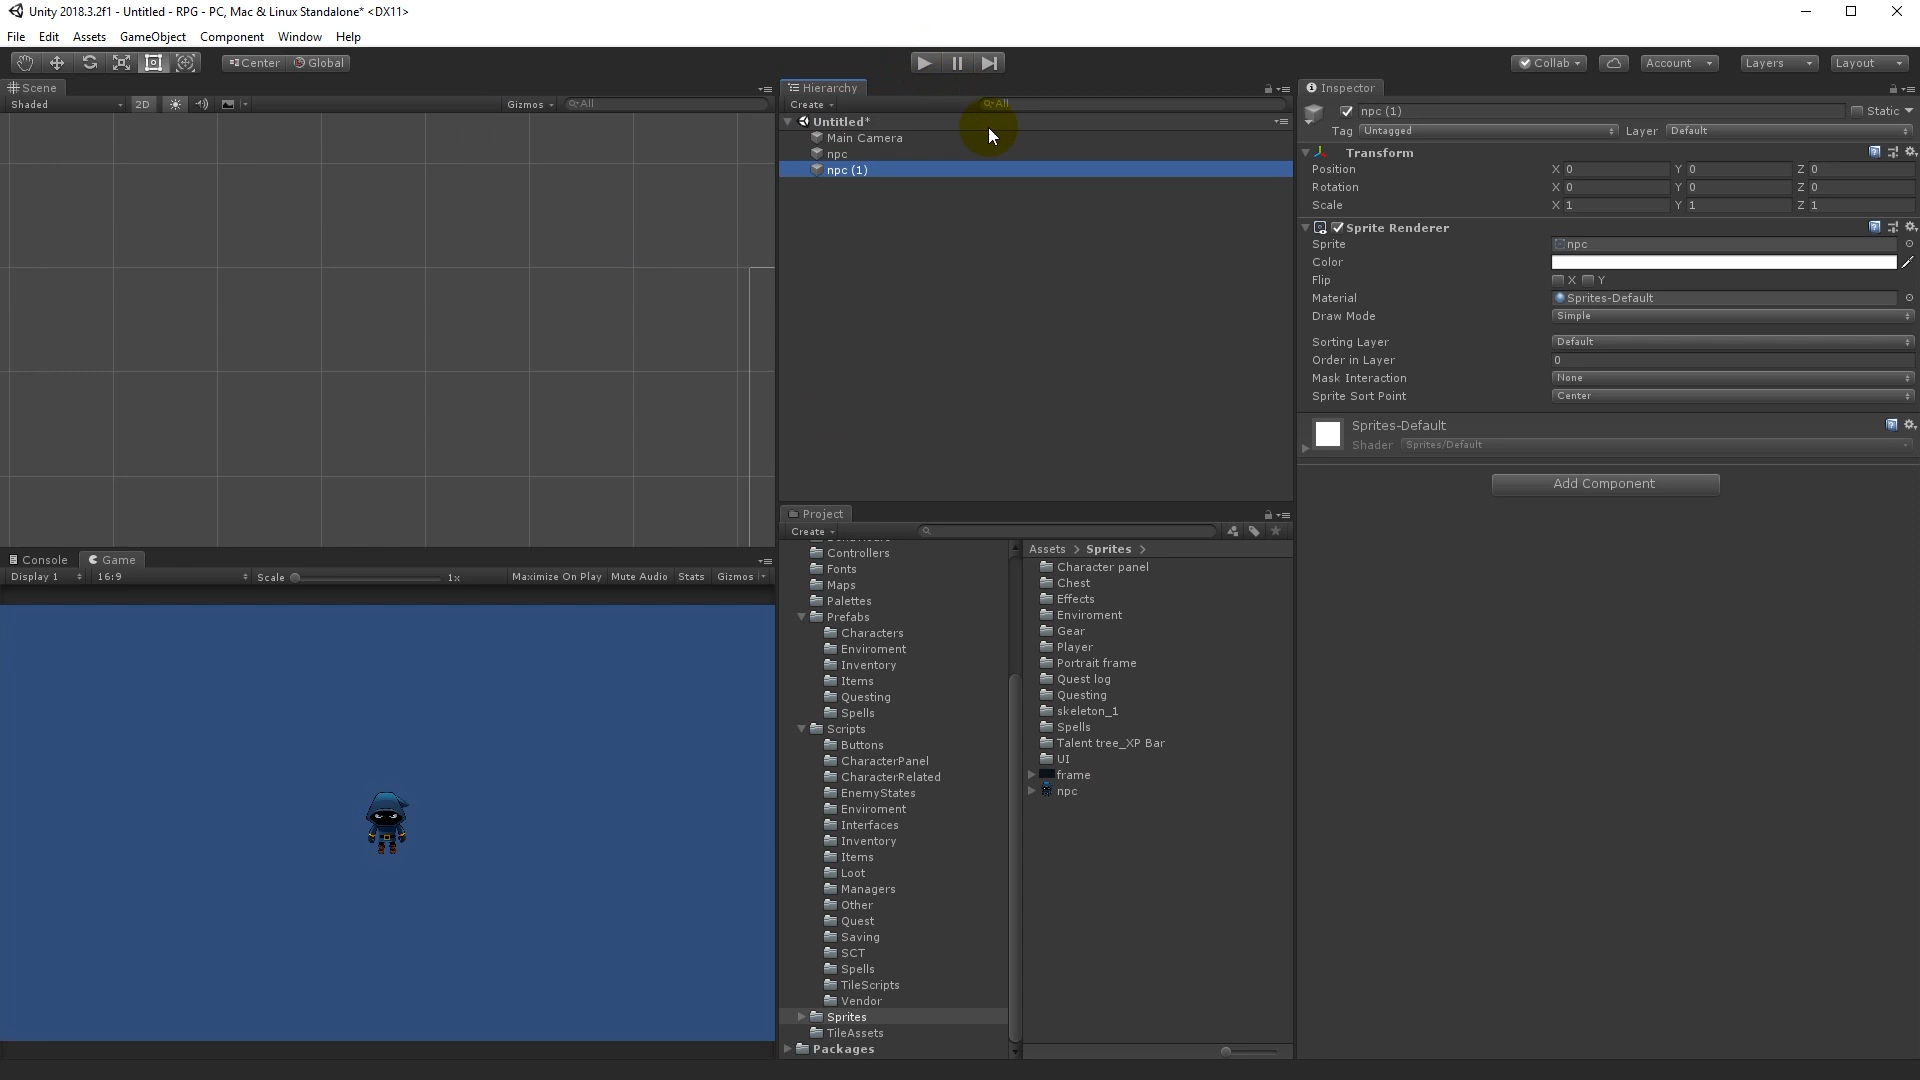 Unity 2018.3.2f1 - Untitled - RPG - PC, Mac & Linux Standalone* <DX11>
File Edit Assets GameObject Component Window Help
Center Global
Collab Account Layers Layout
Scene
Shaded 2D Gizmos All
Hierarchy
Create All
Untitled*
Main Camera
npc
npc (1)
Inspector
npc (1) Static
Tag Untagged Layer Default
Transform
Position X 0 Y 0 Z 0
Rotation X 0 Y 0 Z 0
Scale X 1 Y 1 Z 1
Sprite Renderer
Sprite npc
Color
Flip X Y
Material Sprites-Default
Draw Mode Simple
Sorting Layer Default
Order in Layer 0
Mask Interaction None
Sprite Sort Point Center
Sprites-Default
Shader Sprites/Default
Add Component
Console Game
Display 1 16:9 Scale 1x Maximize On Play Mute Audio Stats Gizmos
Project
Create
Controllers
Fonts
Maps
Palettes
Prefabs
Characters
Enviroment
Inventory
Items
Questing
Spells
Scripts
Buttons
CharacterPanel
CharacterRelated
EnemyStates
Enviroment
Interfaces
Inventory
Items
Loot
Managers
Other
Quest
Saving
SCT
Spells
TileScripts
Vendor
Sprites
TileAssets
Packages
Assets > Sprites >
Character panel
Chest
Effects
Enviroment
Gear
Player
Portrait frame
Quest log
Questing
skeleton_1
Spells
Talent tree_XP Bar
UI
frame
npc